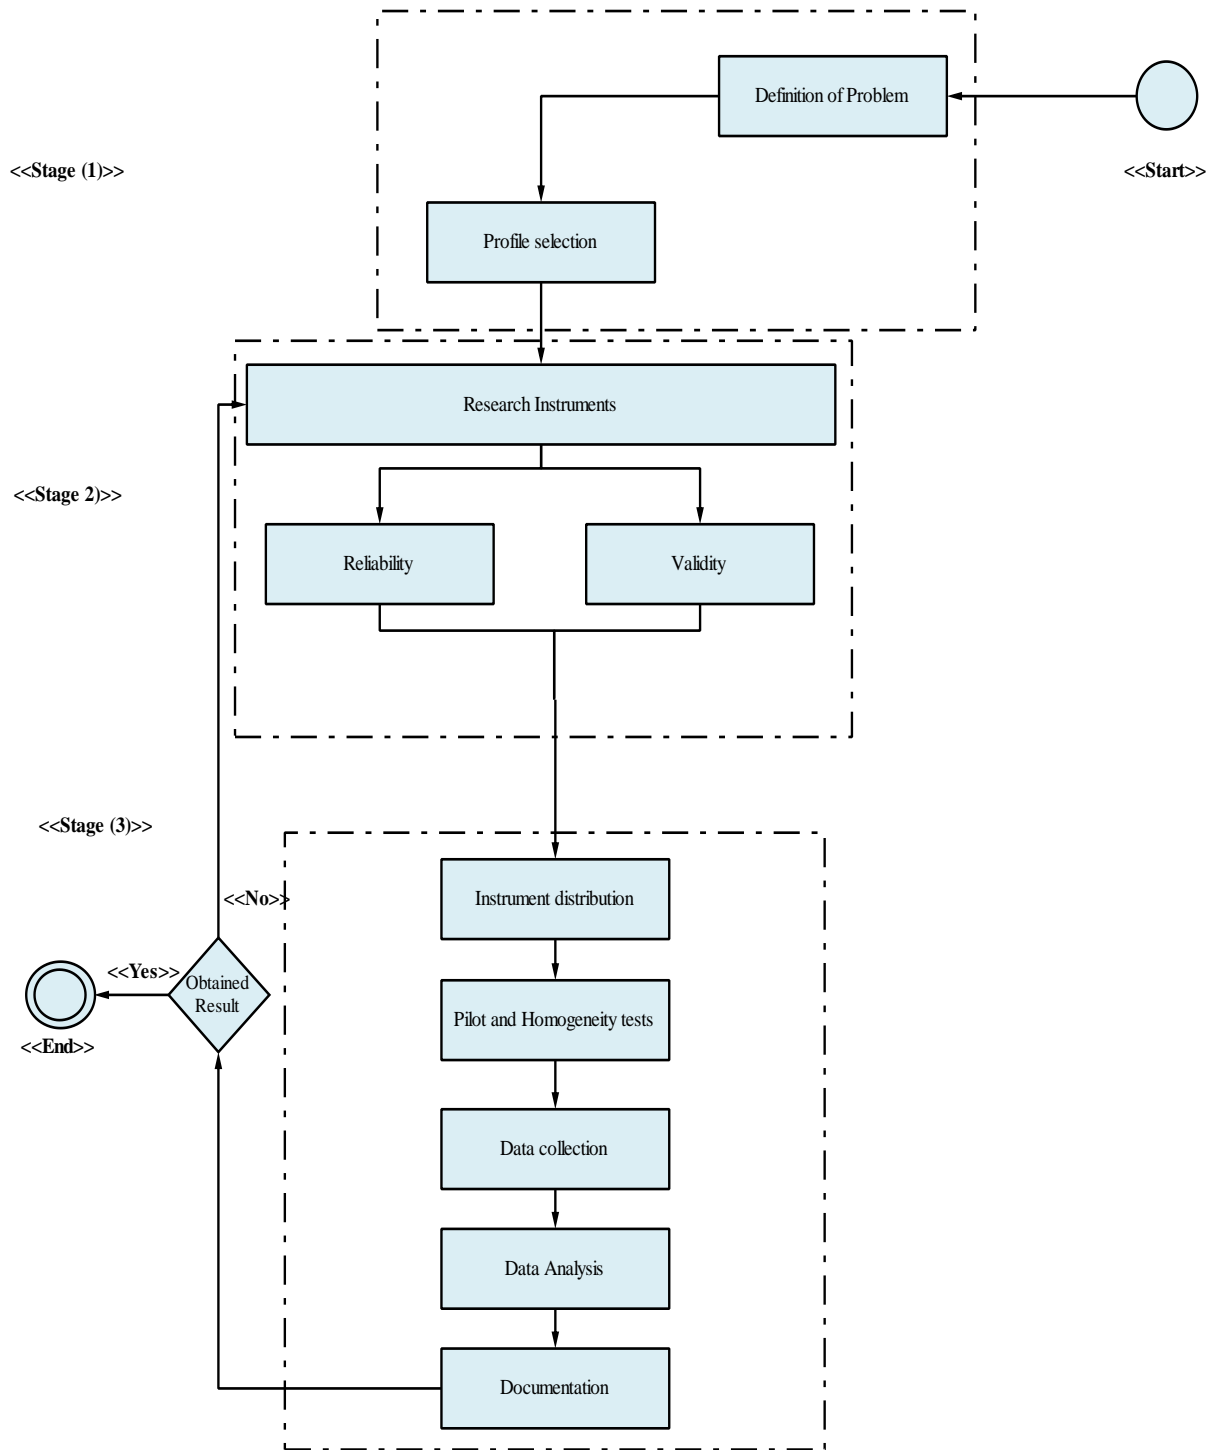 Definition of Problem
<<Stage (1)>>
<<Start>>
Profile selection
Research Instruments
<<Stage 2)>>
Reliability
Validity
<<Stage (3)>>
<<No>>
Instrument distribution
<<Yes>>
Obtained
Result
Pilot and Homogeneity tests
<<End>>
Data collection
Data Analysis
Documentation